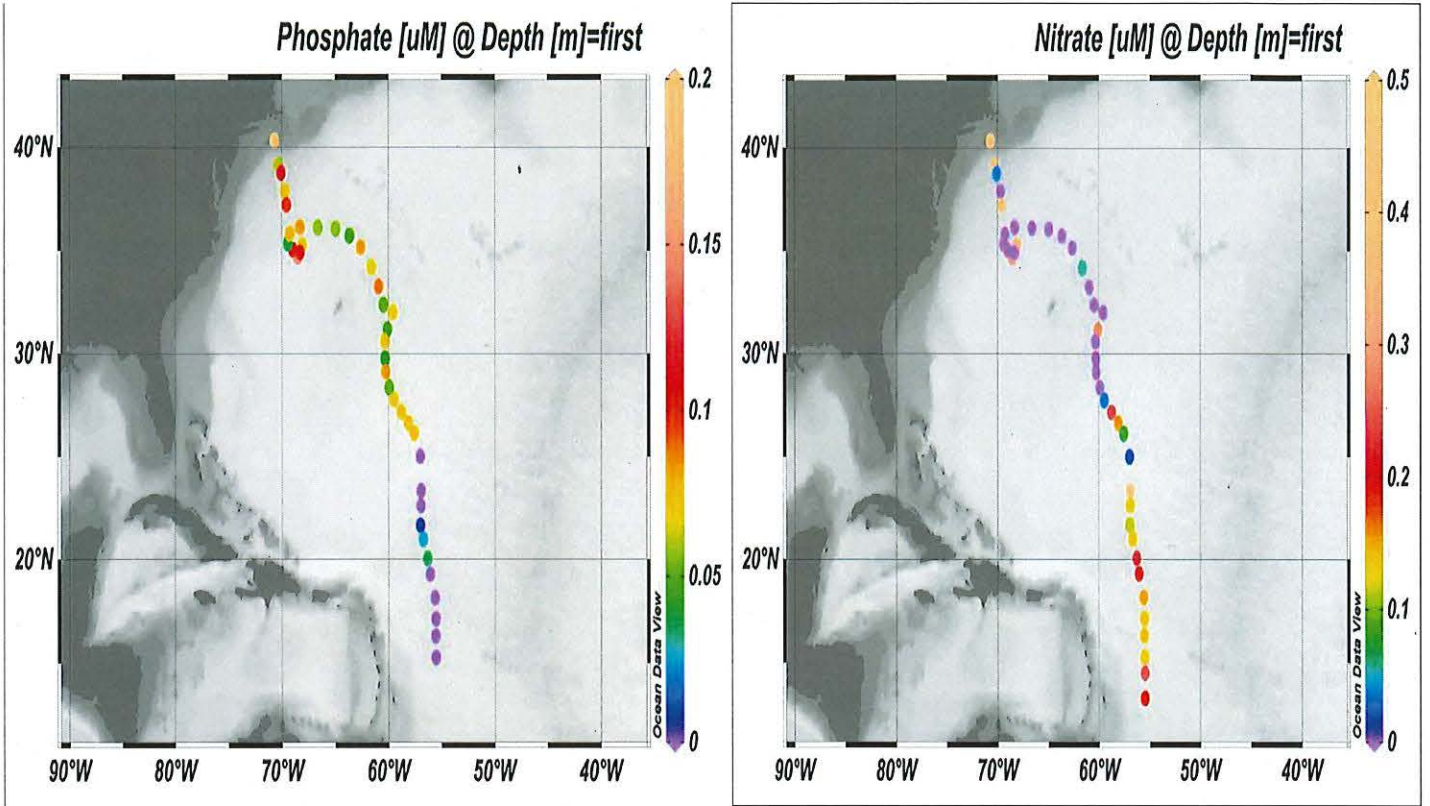 Phosphate [uM] @ Depth [m]=first
0.2
0.15
0.1
0.05
0
40°N
30°N
20°N
90°W
80°W
70°W
60°W
50°W
40°W
Ocean Data View
Nitrate [uM] @ Depth [m]=first
0.5
0.4
0.3
0.2
0.1
0
40°N
30°N
20°N
90°W
80°W
70°W
60°W
50°W
40°W
Ocean Data View